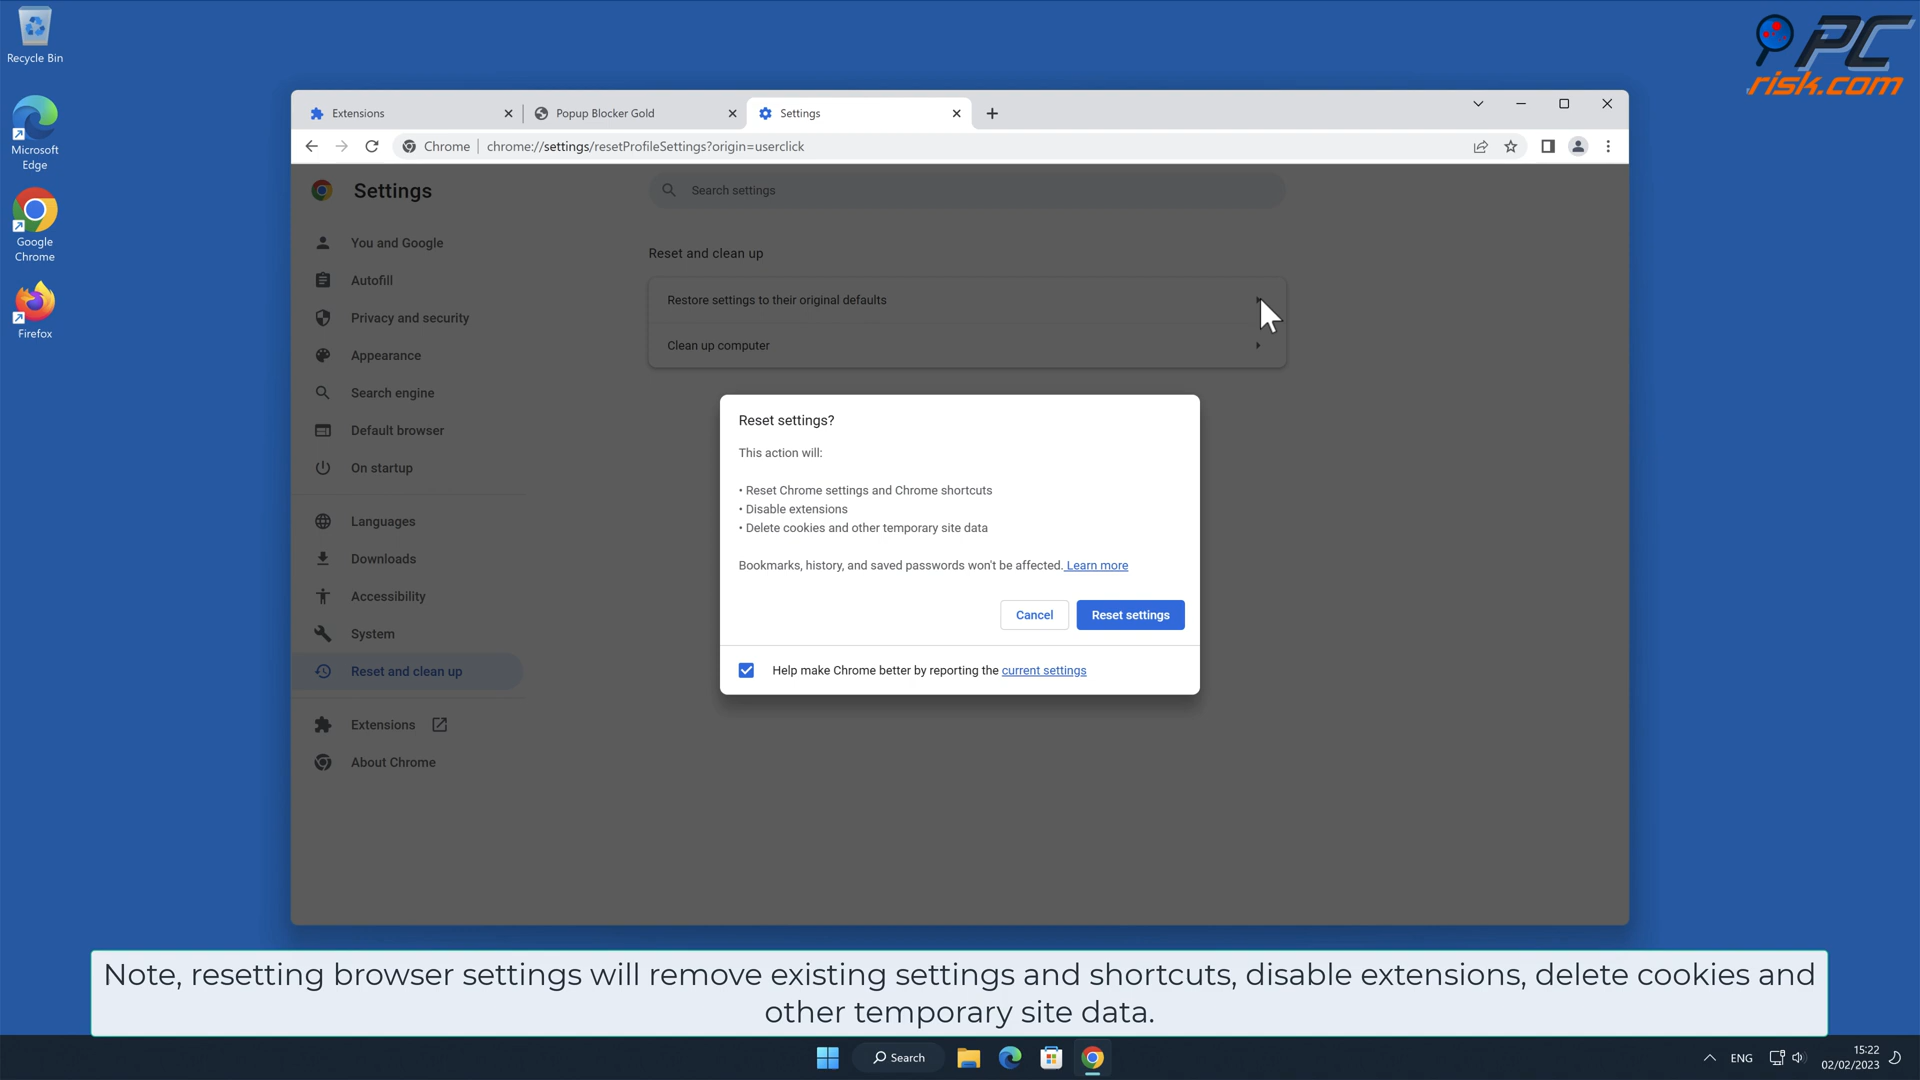 Recycle Bin
Microsoft
Edge
Google
Chrome
Firefox
PC
risk.com
Extensions
Popup Blocker Gold
Settings
Chrome
chrome://settings/resetProfileSettings?origin=userclick
Settings
Search settings
You and Google
Autofill
Privacy and security
Appearance
Search engine
Default browser
On startup
Languages
Downloads
Accessibility
System
Reset and clean up
Extensions
About Chrome
Reset and clean up
Restore settings to their original defaults
Clean up computer
Reset settings?
This action will:
• Reset Chrome settings and Chrome shortcuts
• Disable extensions
• Delete cookies and other temporary site data
Bookmarks, history, and saved passwords won't be affected. Learn more
Cancel
Reset settings
Help make Chrome better by reporting the current settings
Note, resetting browser settings will remove existing settings and shortcuts, disable extensions, delete cookies and
other temporary site data.
Search
ENG
15:22
02/02/2023